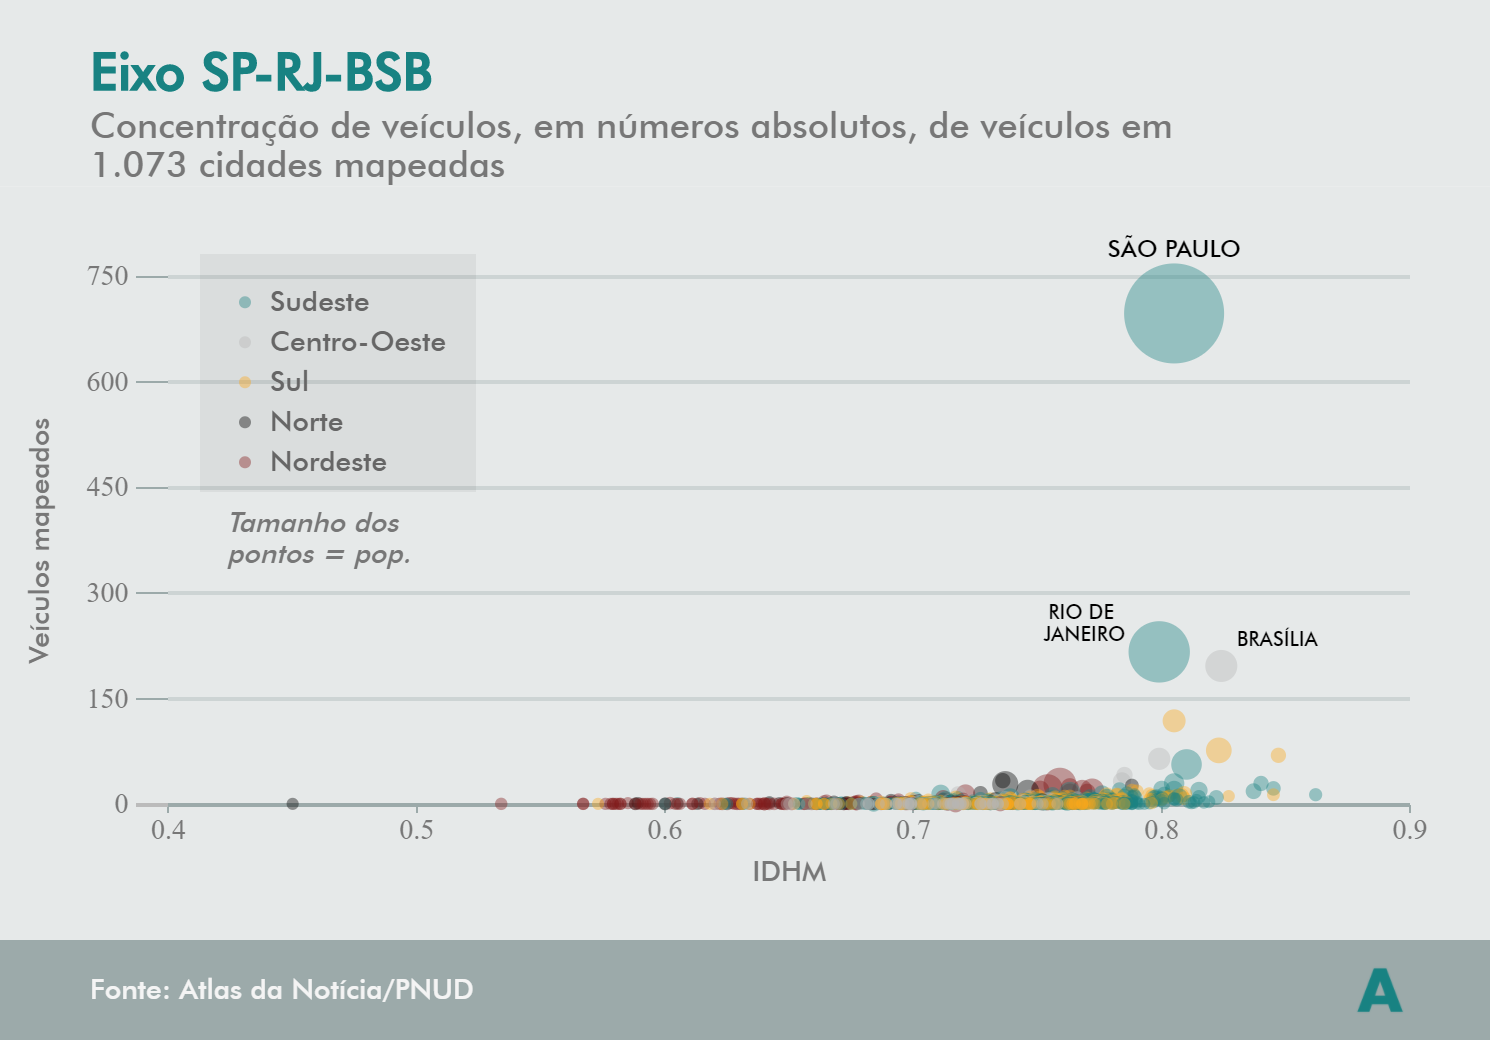 Eixo SP-RJ-BSB
Concentração de veículos, em números absolutos, de veículos em
1.073 cidades mapeadas
SÃO PAULO
750
Sudeste
Centro-Oeste
600
Sul
Norte
Nordeste
450
Veículos mapeados
Tamanho dos
pontos = pop.
300
RIO DE
JANEIRO
BRASÍLIA
150
0
0.4
0.5
0.6
0.7
0.8
0.9
IDHM
Fonte: Atlas da Notícia/PNUD
A